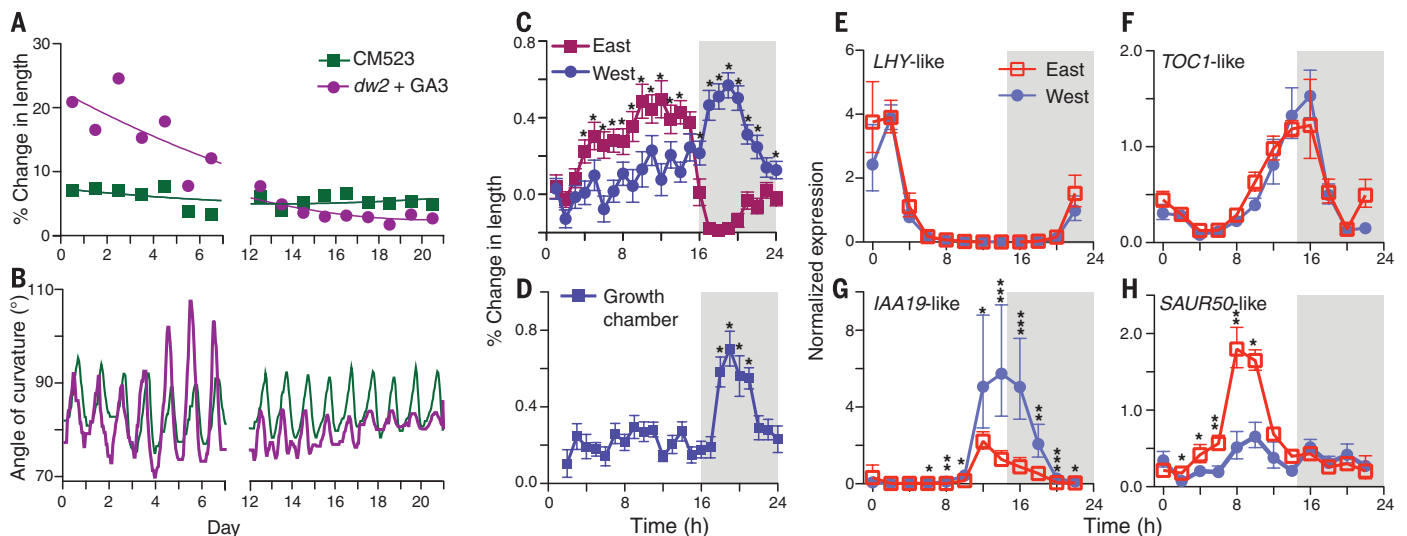 A
% Change in length
30
20
10
0
CM523
dw2 + GA3
0 2 4 6 12 14 16 18 20
B
Angle of curvature (°)
110
90
70
0 2 4 6 12 14 16 18 20
Day
C
% Change in length
0.8
0.4
0.0
East
West
* * * * * * * * * * * * * * * * * * *
0 8 16 24
D
0.8
0.4
0.0
Growth
chamber
* * * *
0 8 16 24
Time (h)
E
Normalized expression
6
4
2
0
LHY-like
East
West
0 8 16 24
F
2.0
1.0
0.0
TOC1-like
0 8 16 24
G
8
4
0
IAA19-like
* ** * * *** *** ** *** *
0 8 16 24
H
2.0
1.0
0.0
SAUR50-like
* * ** ** *
0 8 16 24
Time (h)